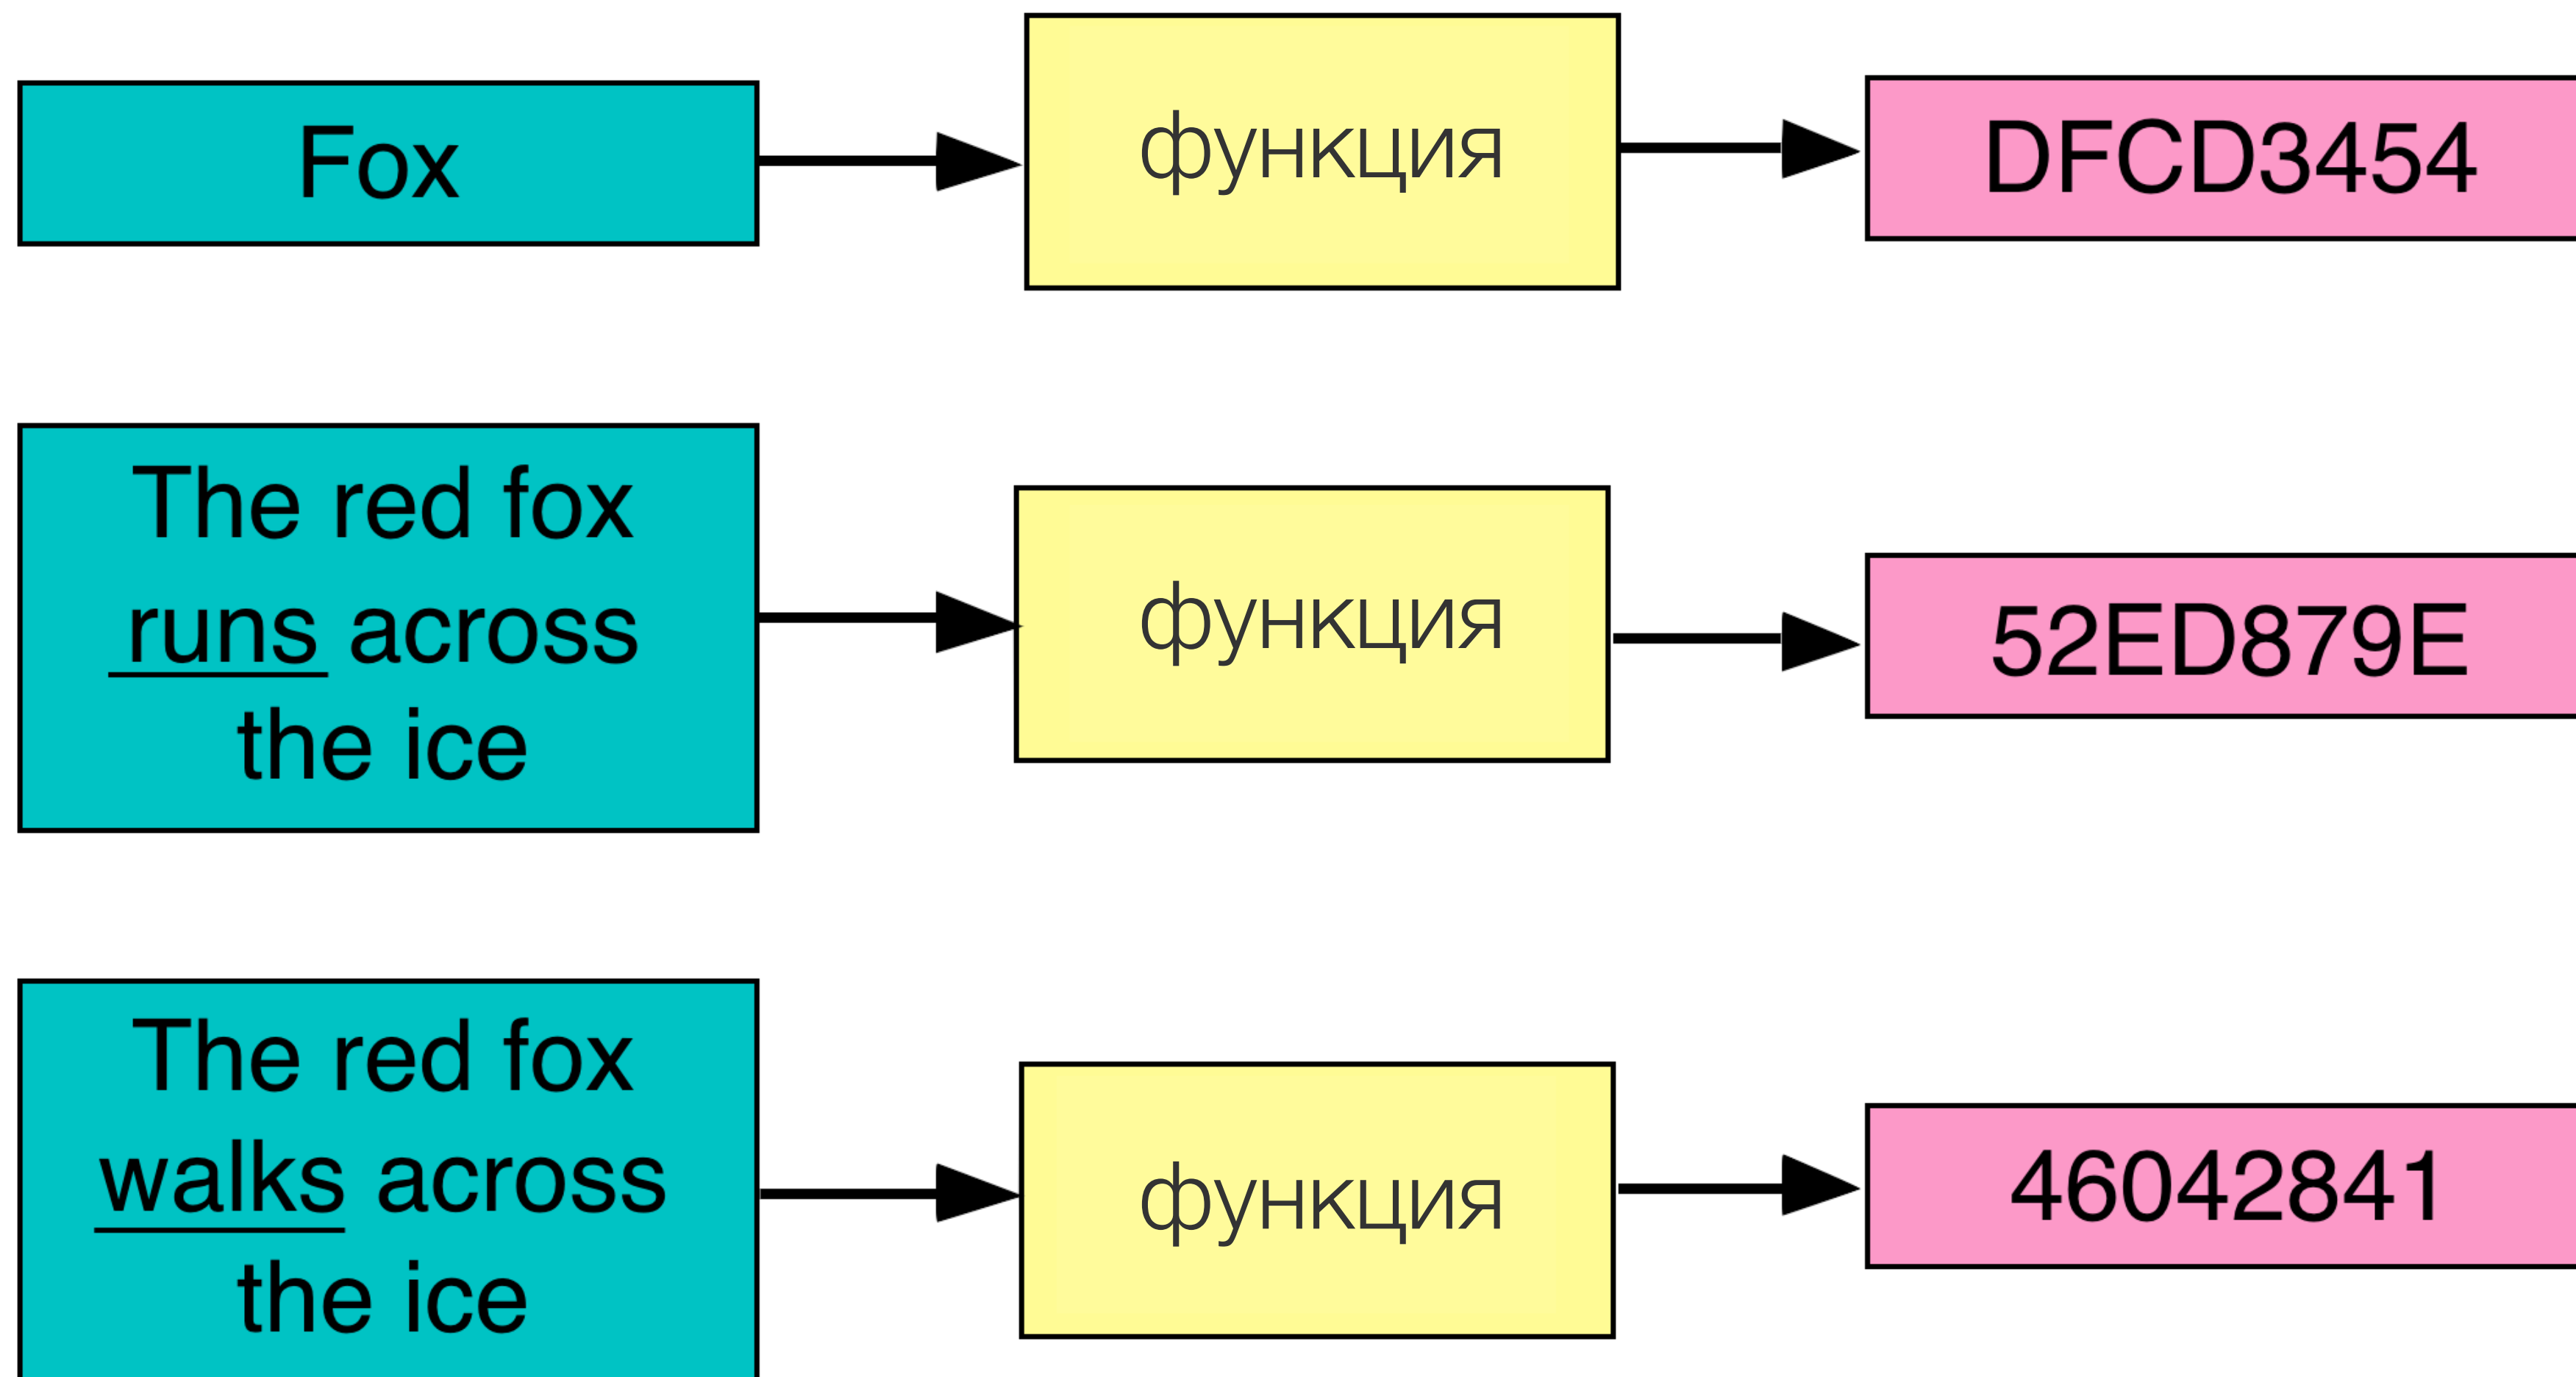 Fox
функция
DFCD3454
The red fox
runs across
the ice
функция
52ED879E
The red fox
walks across
the ice
функция
46042841